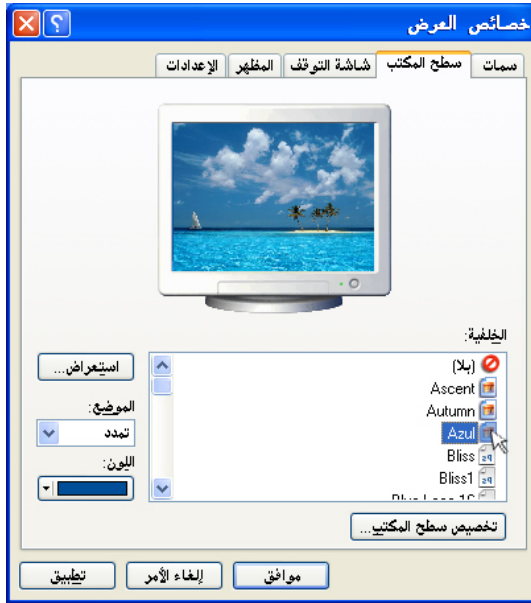 خصائص العرض
سمات
سطح المكتب
شاشة التوقف
المظهر
الإعدادات
الخلفية:
(بلا)
Ascent
Autumn
Azul
Bliss
Bliss1
استعراض...
الموضع:
تمدد
اللون:
تخصيص سطح المكتب...
موافق
إلغاء الأمر
تطبيق